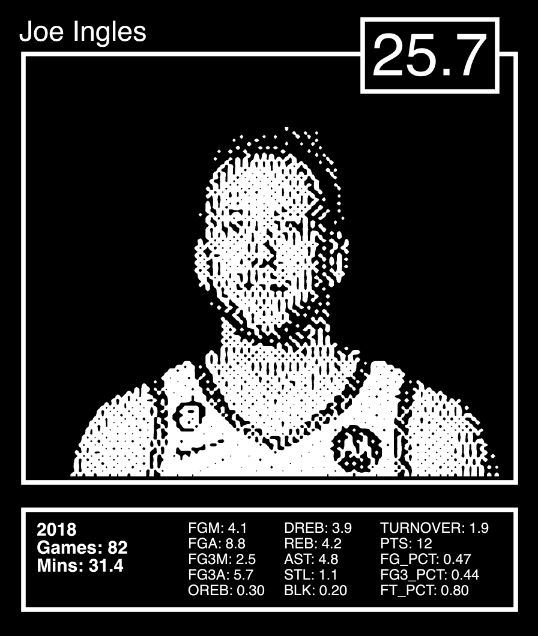 Joe Ingles
25.7
2018
Games: 82
Mins: 31.4
FGM: 4.1
FGA: 8.8
FG3M: 2.5
FG3A: 5.7
OREB: 0.30
DREB: 3.9
REB: 4.2
AST: 4.8
STL: 1.1
BLK: 0.20
TURNOVER: 1.9
PTS: 12
FG_PCT: 0.47
FG3_PCT: 0.44
FT_PCT: 0.80